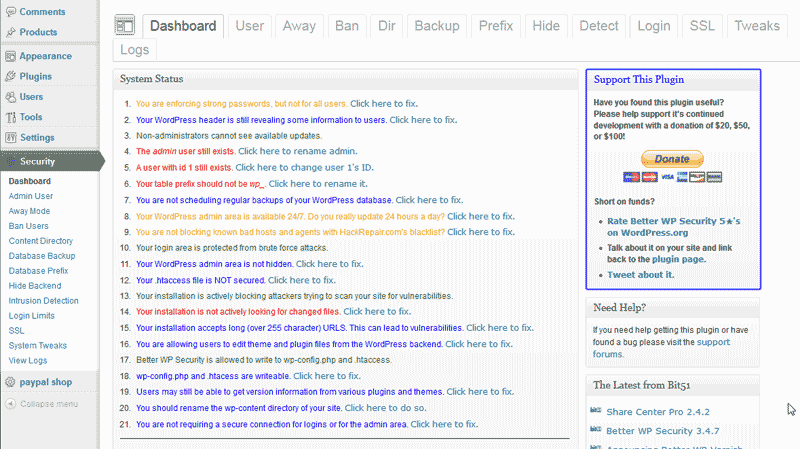 Comments
Products
Appearance
Plugins
Users
Tools
Settings
Security
Dashboard
Admin User
Away Mode
Ban Users
Content Directory
Database Backup
Database Prefix
Hide Backend
Intrusion Detection
Login Limits
SSL
System Tweaks
View Logs
paypal shop
Collapse menu
Dashboard User Away Ban Dir Backup Prefix Hide Detect Login SSL Tweaks
Logs
System Status
1. You are enforcing strong passwords, but not for all users. Click here to fix.
2. Your WordPress header is still revealing some information to users. Click here to fix.
3. Non-administrators cannot see available updates.
4. The admin user still exists. Click here to rename admin.
5. A user with id 1 still exists. Click here to change user 1's ID.
6. Your table prefix should not be wp_. Click here to rename it.
7. You are not scheduling regular backups of your WordPress database. Click here to fix.
8. Your WordPress admin area is available 24/7. Do you really update 24 hours a day? Click here to fix.
9. You are not blocking known bad hosts and agents with HackRepair.com's blacklist? Click here to fix.
10. Your login area is protected from brute force attacks.
11. Your WordPress admin area is not hidden. Click here to fix.
12. Your .htaccess file is NOT secured. Click here to fix.
13. Your installation is actively blocking attackers trying to scan your site for vulnerabilities.
14. Your installation is not actively looking for changed files. Click here to fix.
15. Your installation accepts long (over 255 character) URLS. This can lead to vulnerabilities. Click here to fix.
16. You are allowing users to edit theme and plugin files from the WordPress backend. Click here to fix.
17. Better WP Security is allowed to write to wp-config.php and .htaccess.
18. wp-config.php and .htacess are writeable. Click here to fix.
19. Users may still be able to get version information from various plugins and themes. Click here to fix.
20. You should rename the wp-content directory of your site. Click here to do so.
21. You are not requiring a secure connection for logins or for the admin area. Click here to fix.
Support This Plugin
Have you found this plugin useful?
Please help support it's continued
development with a donation of $20, $50,
or $100!
Donate
VISA
Short on funds?
Rate Better WP Security 5★'s
on WordPress.org
Talk about it on your site and link
back to the plugin page.
Tweet about it.
Need Help?
If you need help getting this plugin or have
found a bug please visit the support
forums.
The Latest from Bit51
Share Center Pro 2.4.2
Better WP Security 3.4.7
Announcing Better WP Varnish